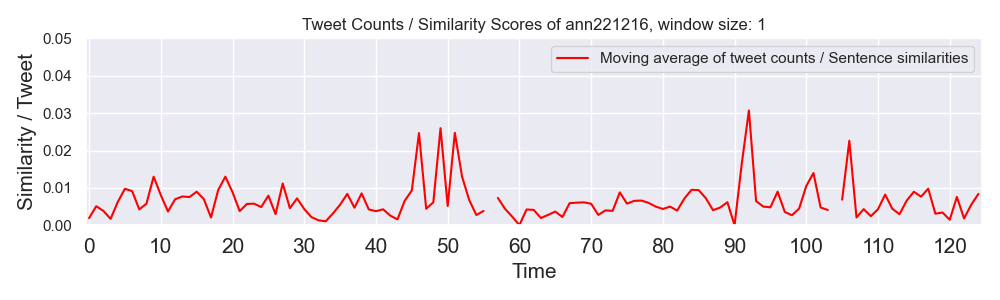 Tweet Counts / Similarity Scores of ann221216, window size: 1
Moving average of tweet counts / Sentence similarities
Similarity / Tweet
0.05
0.04
0.03
0.02
0.01
0.00
0 10 20 30 40 50 60 70 80 90 100 110 120
Time